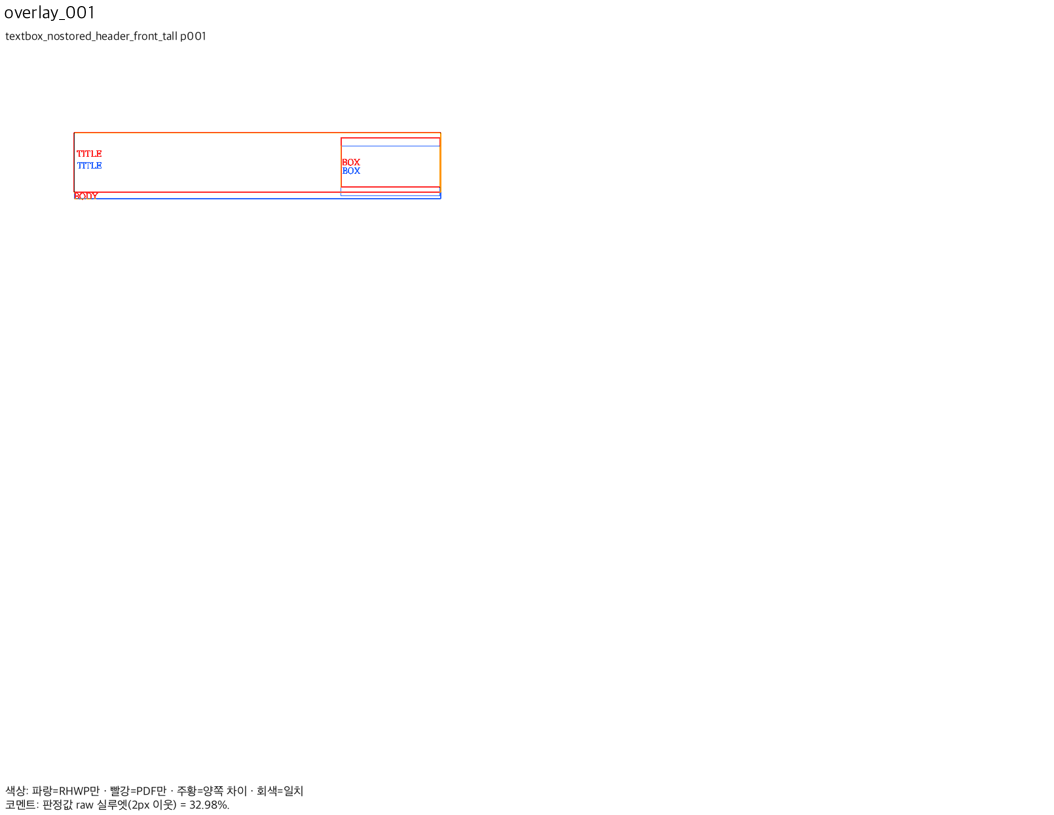 overlay_001
textbox_nostored_header_front_tall p001
TITLE
TITLE
BOX
BOX
BODY
색상: 파랑=RHWP만 · 빨강=PDF만 · 주황=양쪽 차이 · 회색=일치
코멘트: 판정값 raw 실루엣(2px 이웃) = 32.98%.